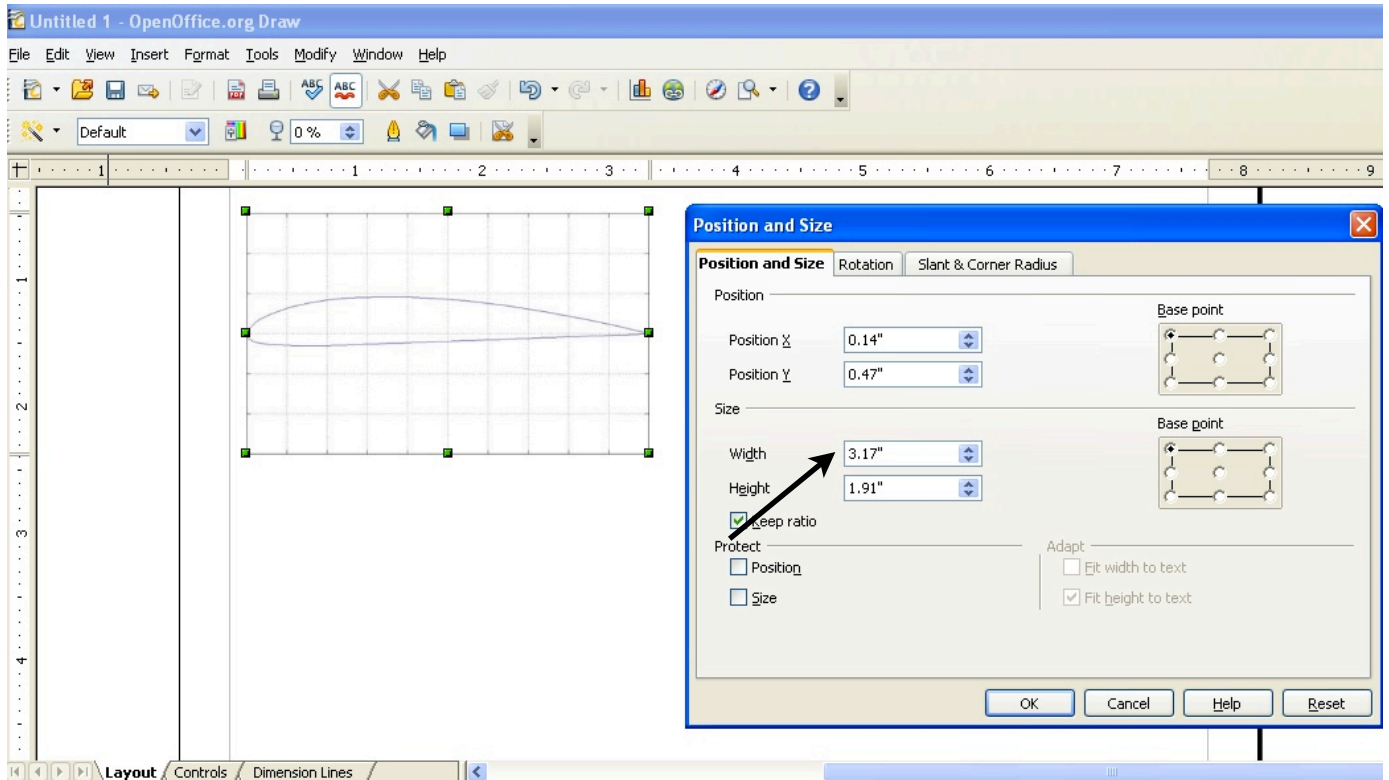 Untitled 1 - OpenOffice.org Draw
File Edit View Insert Format Tools Modify Window Help
ABC ABC
Default 0 %
1 1 2 3 4 5 6 7 8 9
1
2
3
4
Position and Size
Position and Size Rotation Slant & Corner Radius
Position
Base point
Position X 0.14"
Position Y 0.47"
Size
Base point
Width 3.17"
Height 1.91"
Keep ratio
Protect Adapt
Position Fit width to text
Size Fit height to text
OK Cancel Help Reset
Layout Controls Dimension Lines